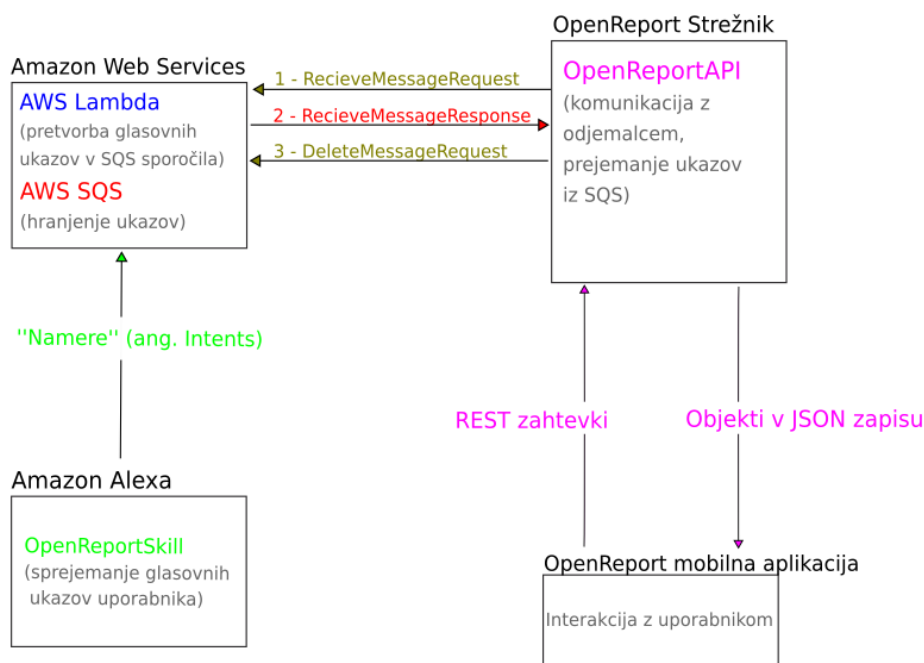 OpenReport Strežnik
Amazon Web Services
AWS Lambda
(pretvorba glasovnih
ukazov v SQS sporočila)
AWS SQS
(hranjenje ukazov)
1 - RecieveMessageRequest
2 - RecieveMessageResponse
3 - DeleteMessageRequest
OpenReportAPI
(komunikacija z
odjemalcem,
prejemanje ukazov
iz SQS)
''Namere'' (ang. Intents)
REST zahtevki
Objekti v JSON zapisu
Amazon Alexa
OpenReportSkill
(sprejemanje glasovnih
ukazov uporabnika)
OpenReport mobilna aplikacija
Interakcija z uporabnikom